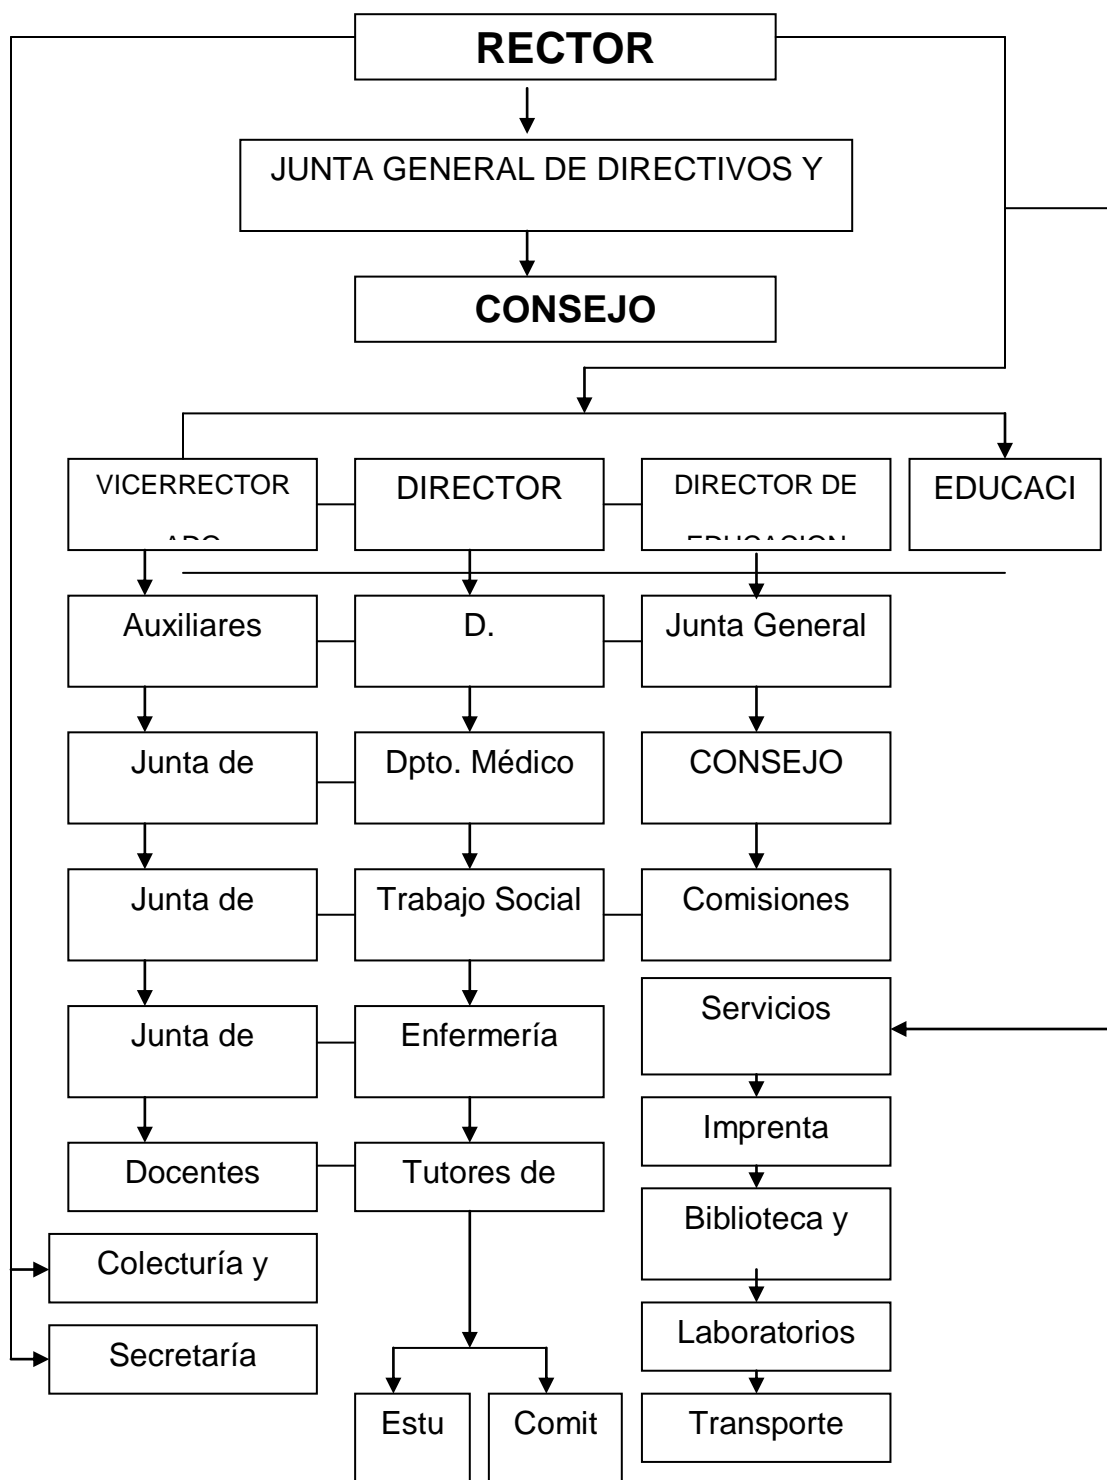 RECTOR
JUNTA GENERAL DE DIRECTIVOS Y
CONSEJO
VICERRECTOR
DIRECTOR
DIRECTOR DE
EDUCACION
EDUCACI
Auxiliares
D.
Junta General
Junta de
Dpto. Médico
CONSEJO
Junta de
Trabajo Social
Comisiones
Servicios
Junta de
Enfermería
Imprenta
Docentes
Tutores de
Biblioteca y
Colecturía y
Laboratorios
Secretaría
Estu
Comit
Transporte